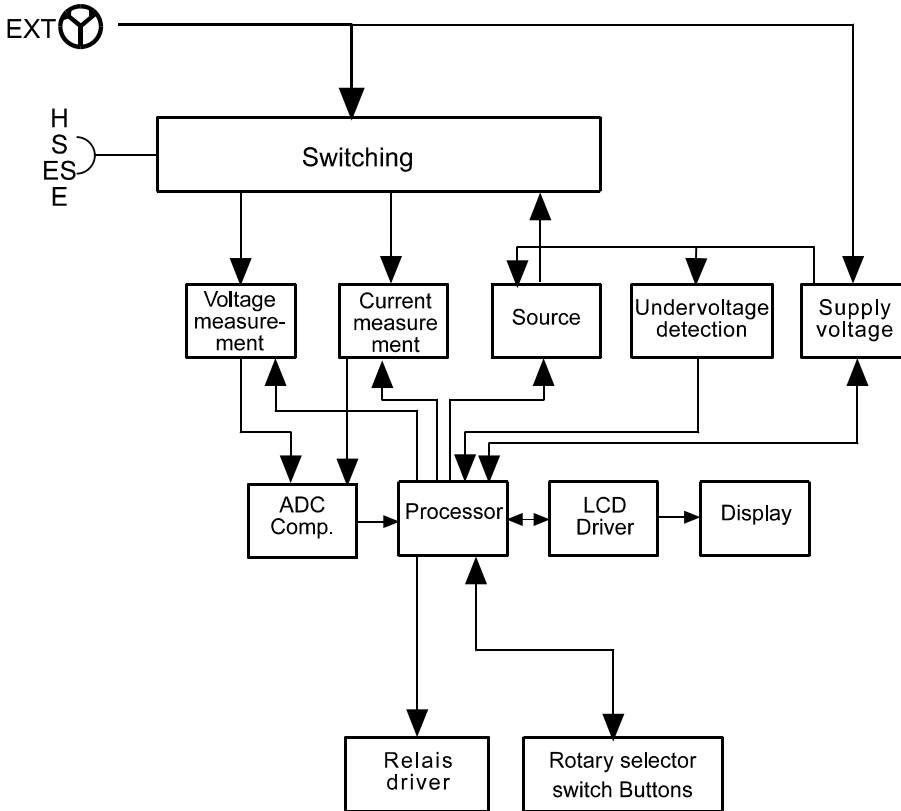 EXT
H
S
ES
E
Switching
Voltage
measure-
ment
Current
measure
ment
Source
Undervoltage
detection
Supply
voltage
ADC
Comp.
Processor
LCD
Driver
Display
Relais
driver
Rotary selector
switch Buttons